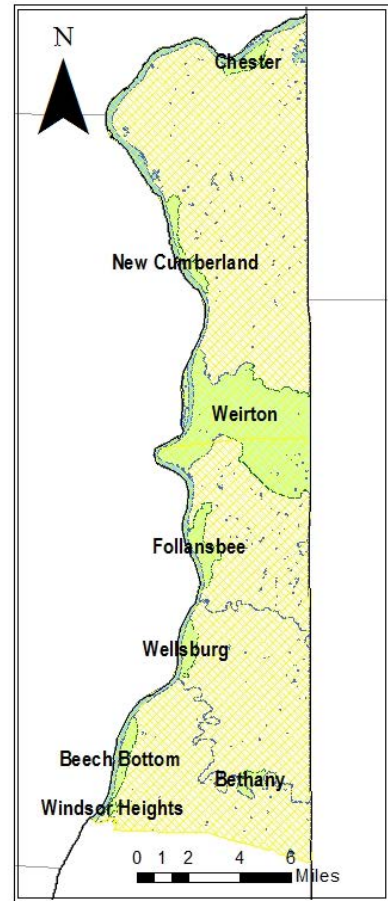 N
Chester
New Cumberland
Weirton
Follansbee
Wellsburg
Beech Bottom
Bethany
Windsor Heights
0 1 2 4 6
Miles